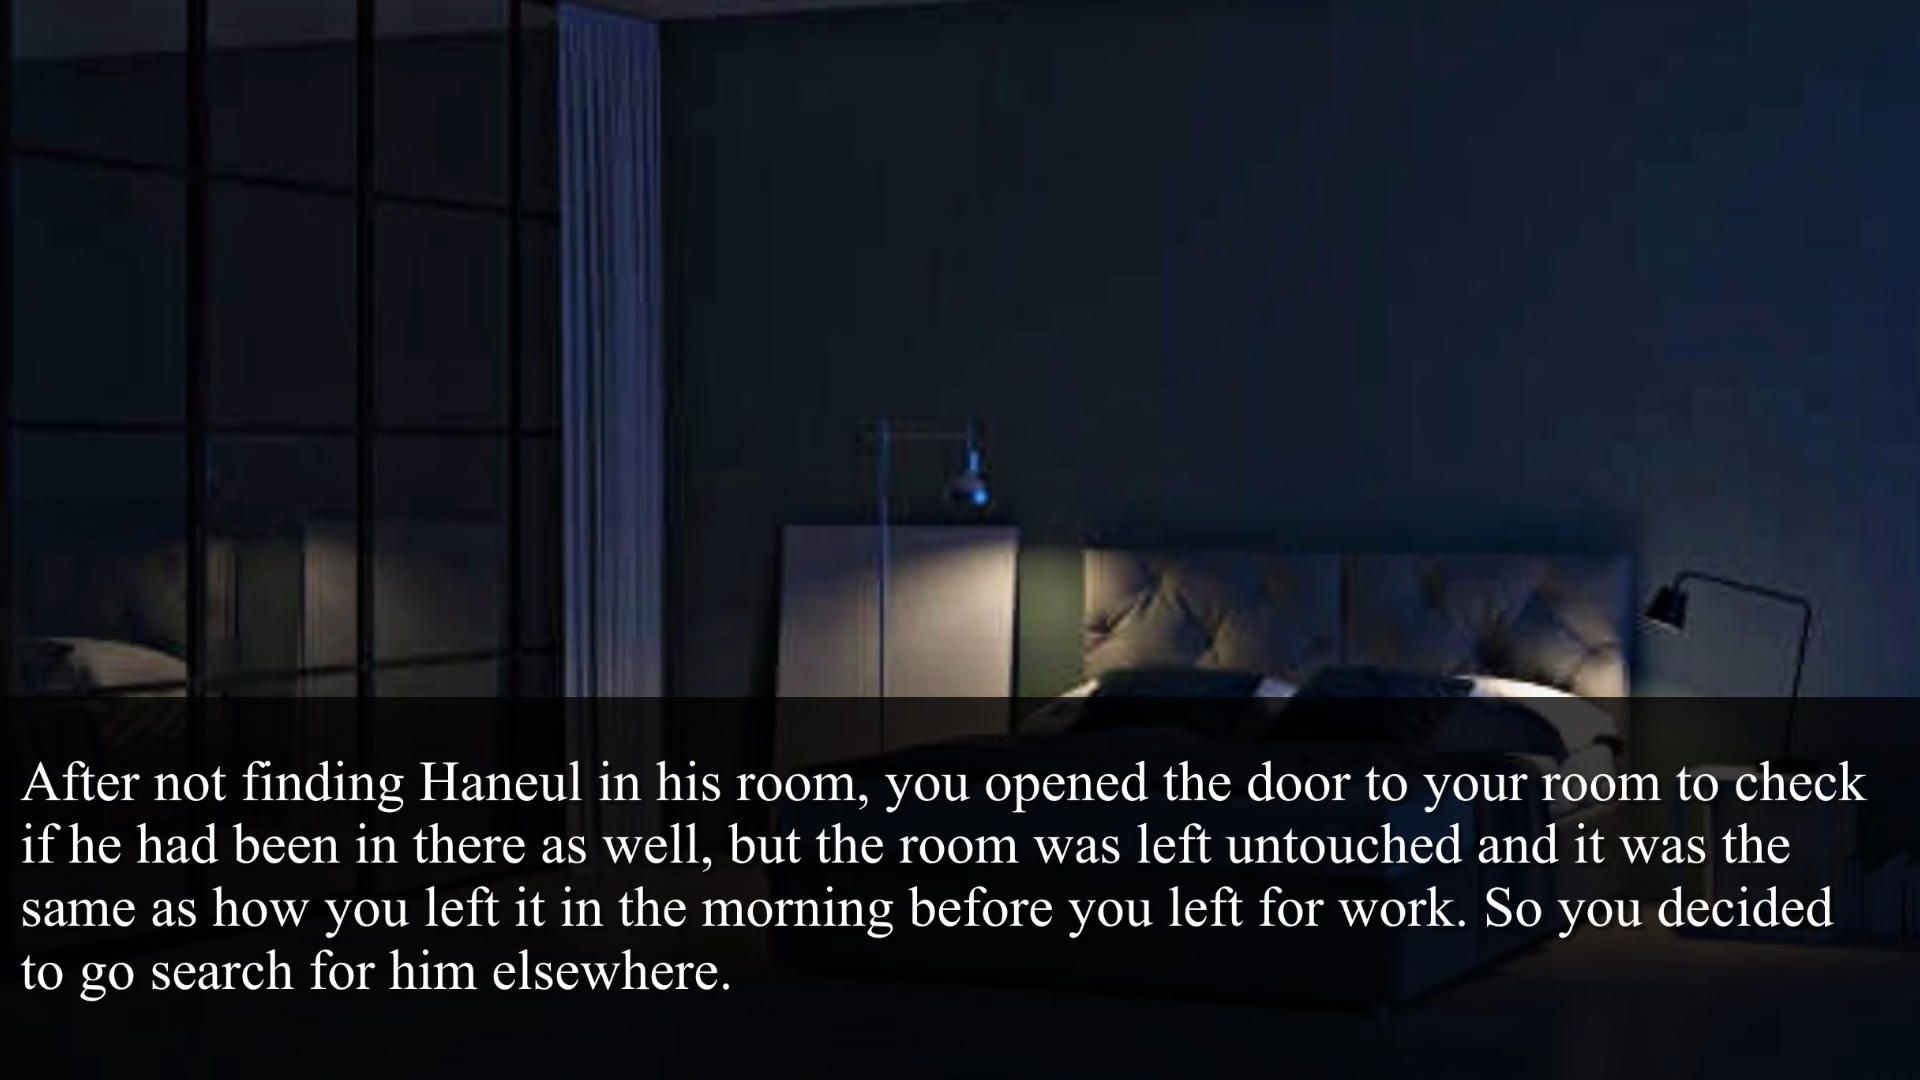 After not finding Haneul in his room, you opened the door to your room to check
if he had been in there as well, but the room was left untouched and it was the
same as how you left it in the morning before you left for work. So you decided
to go search for him elsewhere.